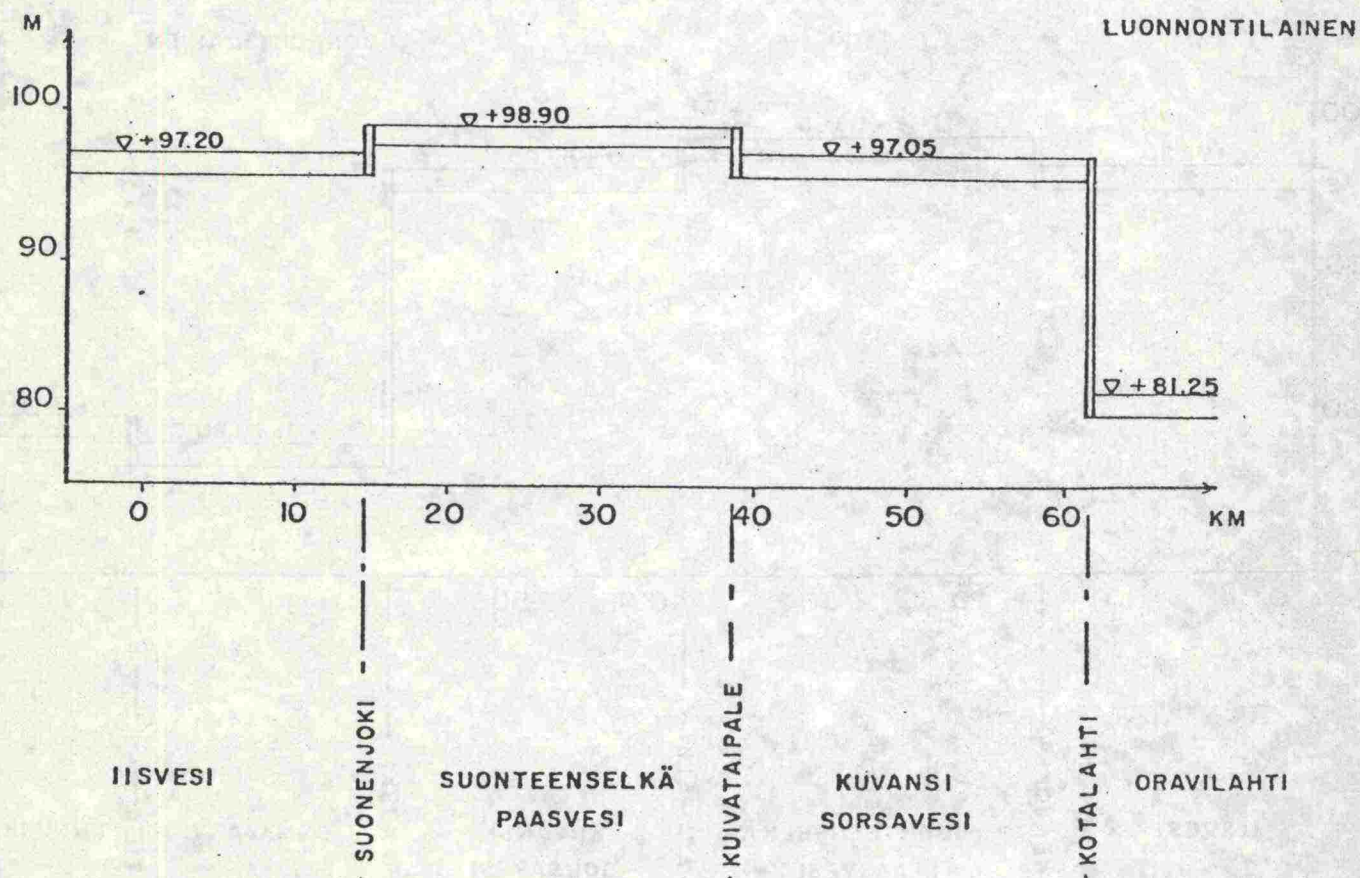 M
LUONNONTILAINEN
100
+97.20
+98.90
+97.05
90
80
+81.25
0 10 20 30 40 50 60 KM
IISVESI
SUONENJOKI
SUONTEENSELKÄ
PAASVESI
KUIVATAIPALE
KUVANSI
SORSAVESI
KOTALAHTI
ORAVILAHTI